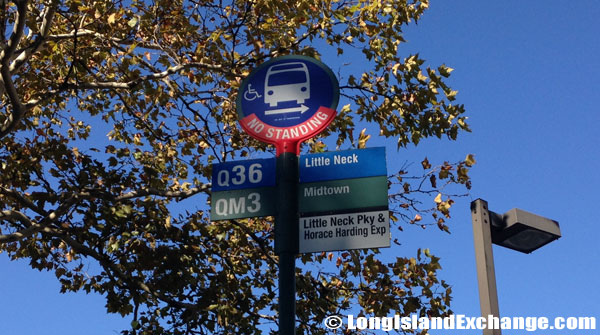 NO STANDING
Q36
Little Neck
QM3
Midtown
Little Neck Pky &
Horace Harding Exp
© LongIslandExchange.com